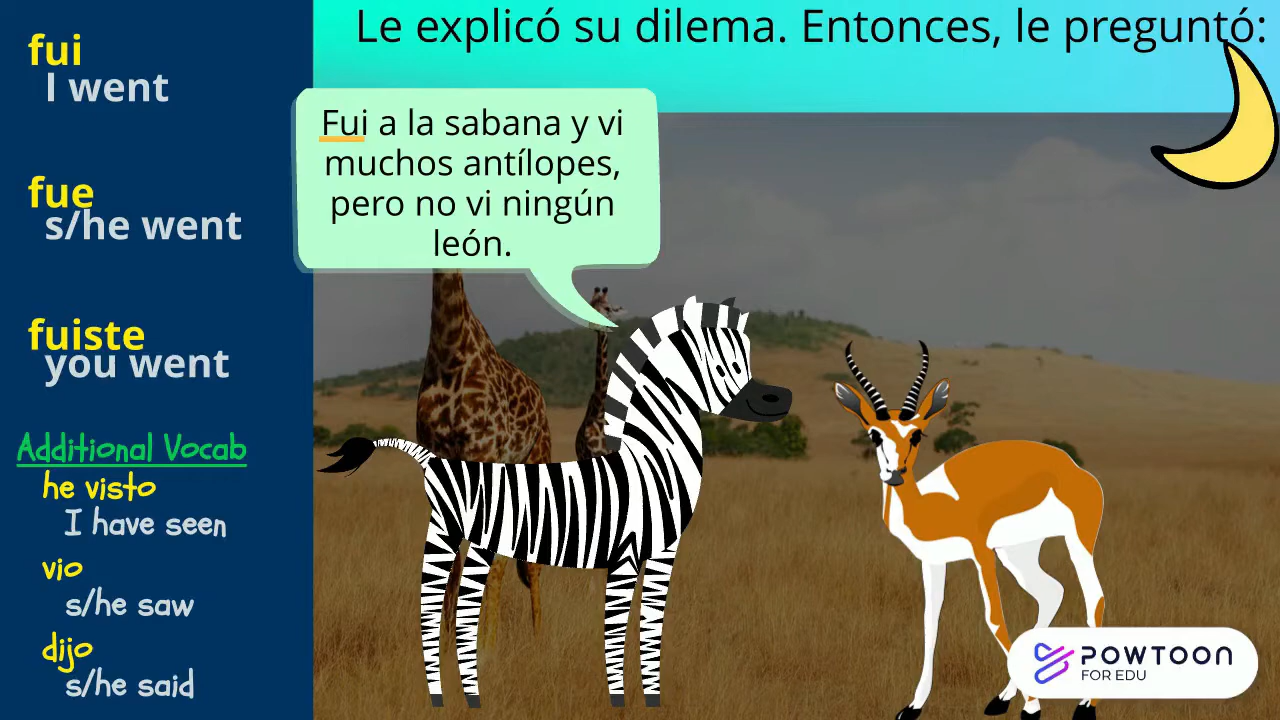 Le explicó su dilema. Entonces, le preguntó:
fui
I went
fue
s/he went
fuiste
you went
Additional Vocab
he visto
I have seen
vio
s/he saw
dijo
s/he said
Fui a la sabana y vi
muchos antílopes,
pero no vi ningún
león.
POWTOON
FOR EDU